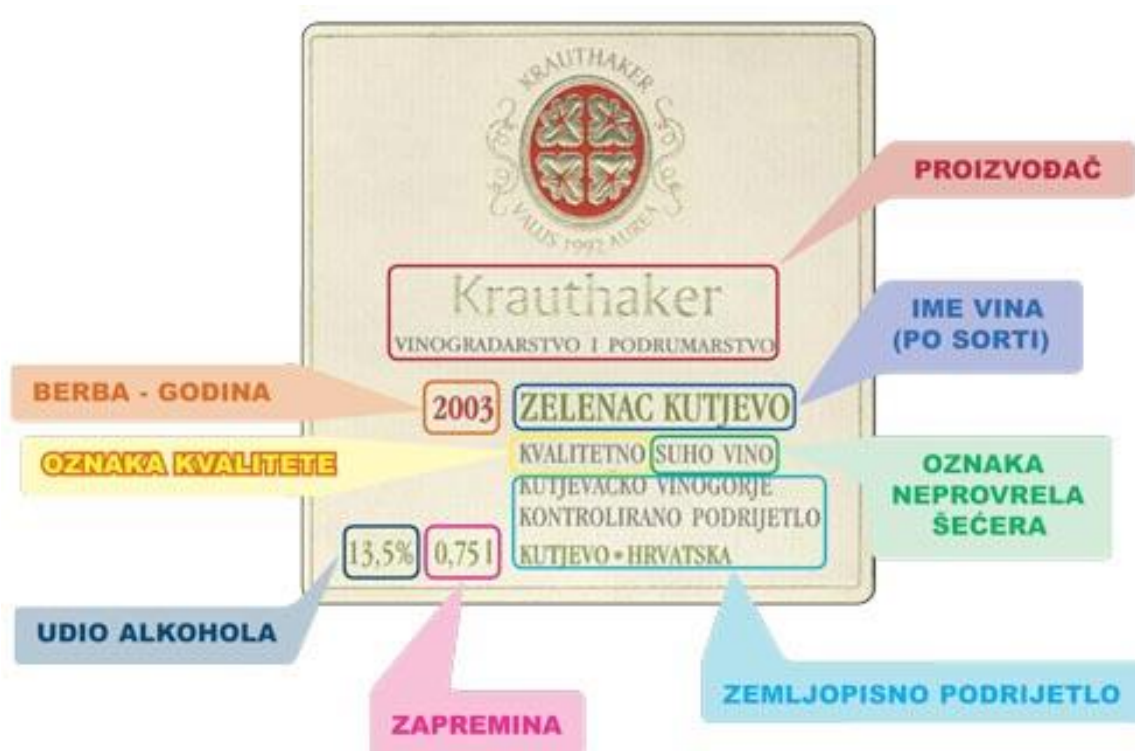 KRAUTHAKER
VALLIS 1992 AUREA
PROIZVOĐAČ
Krauthaker
VINOGRADARSTVO I PODRUMARSTVO
IME VINA
(PO SORTI)
BERBA - GODINA
2003 ZELENAC KUTJEVO
OZNAKA KVALITETE
KVALITETNO SUHO VINO
OZNAKA
NEPROVRELA
ŠEĆERA
KUTJEVAČKO VINOGORJE
KONTROLIRANO PODRIJETLO
13,5% 0,75 l KUTJEVO • HRVATSKA
UDIO ALKOHOLA
ZEMLJOPISNO PODRIJETLO
ZAPREMINA